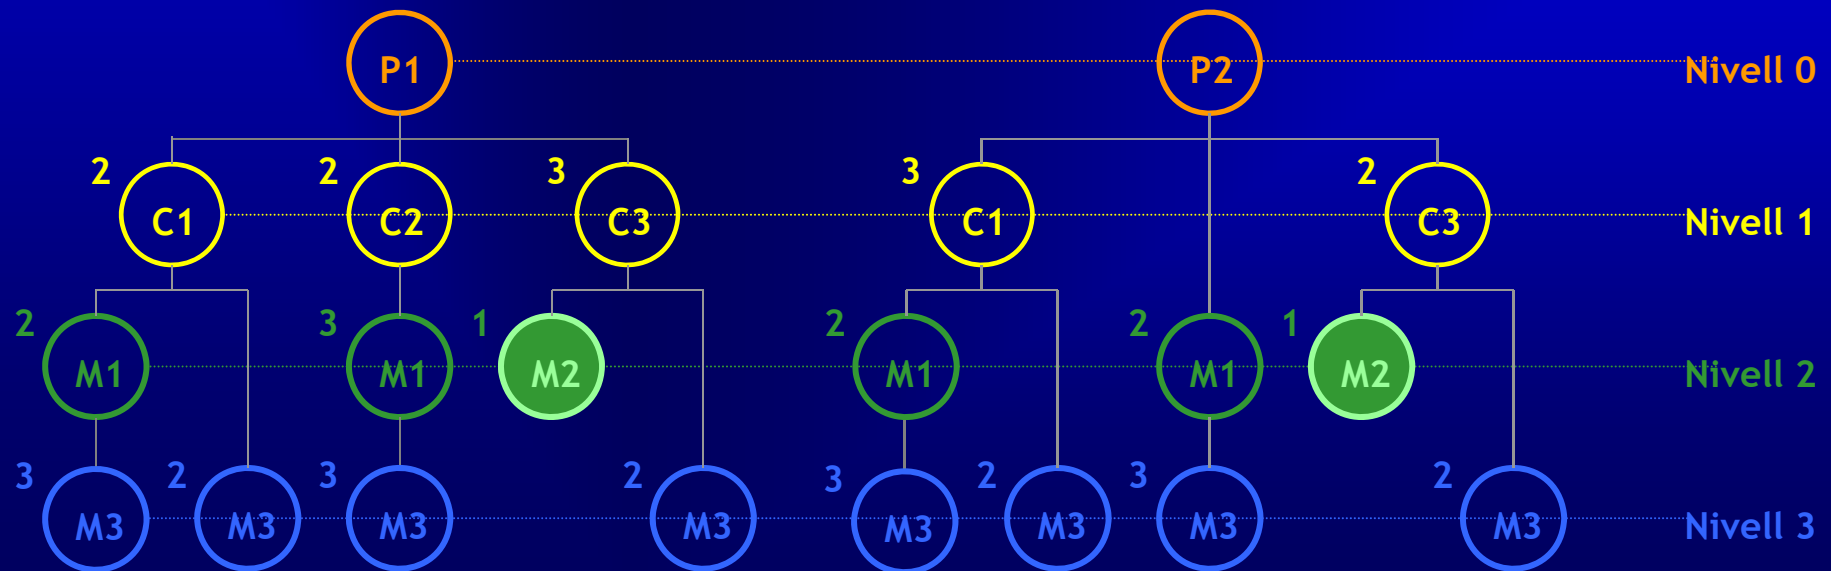 P1 P2 Nivell 0
2 2 3 3 2
C1 C2 C3 C1 C3 Nivell 1
2 3 1 2 2 1
M1 M1 M2 M1 M1 M2 Nivell 2
3 2 3 2 3 2 3 2
M3 M3 M3 M3 M3 M3 M3 M3 Nivell 3